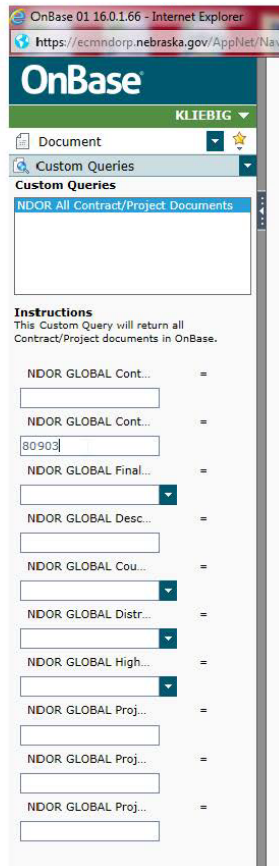 OnBase 01 16.0.1.66 - Internet Explorer
https://ecmndorp.nebraska.gov/AppNet/Nav
OnBase
KLIEBIG
Document
Custom Queries
Custom Queries
NDOR All Contract/Project Documents
Instructions
This Custom Query will return all
Contract/Project documents in OnBase.
NDOR GLOBAL Cont... =
NDOR GLOBAL Cont... =
80903
NDOR GLOBAL Final... =
NDOR GLOBAL Desc... =
NDOR GLOBAL Cou... =
NDOR GLOBAL Distr... =
NDOR GLOBAL High... =
NDOR GLOBAL Proj... =
NDOR GLOBAL Proj... =
NDOR GLOBAL Proj... =